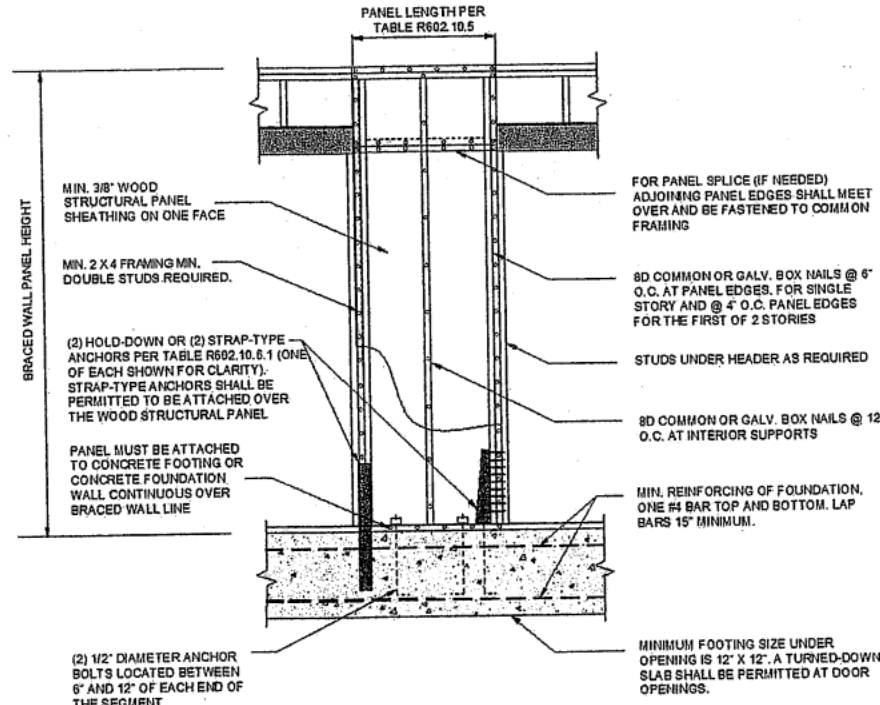 PANEL LENGTH PER
TABLE R602.10.5
BRACED WALL PANEL HEIGHT
MIN. 3/8" WOOD
STRUCTURAL PANEL
SHEATHING ON ONE FACE
MIN. 2 X 4 FRAMING MIN.
DOUBLE STUDS REQUIRED.
(2) HOLD-DOWN OR (2) STRAP-TYPE
ANCHORS PER TABLE R602.10.6.1 (ONE
OF EACH SHOWN FOR CLARITY).
STRAP-TYPE ANCHORS SHALL BE
PERMITTED TO BE ATTACHED OVER
THE WOOD STRUCTURAL PANEL
PANEL MUST BE ATTACHED
TO CONCRETE FOOTING OR
CONCRETE FOUNDATION
WALL CONTINUOUS OVER
BRACED WALL LINE
(2) 1/2" DIAMETER ANCHOR
BOLTS LOCATED BETWEEN
6" AND 12" OF EACH END OF
THE SEGMENT
FOR PANEL SPLICE (IF NEEDED)
ADJOINING PANEL EDGES SHALL MEET
OVER AND BE FASTENED TO COMMON
FRAMING
8D COMMON OR GALV. BOX NAILS @ 6"
O.C. AT PANEL EDGES. FOR SINGLE
STORY AND @ 4" O.C. PANEL EDGES
FOR THE FIRST OF 2 STORIES
STUDS UNDER HEADER AS REQUIRED
8D COMMON OR GALV. BOX NAILS @ 12
O.C. AT INTERIOR SUPPORTS
MIN. REINFORCING OF FOUNDATION,
ONE #4 BAR TOP AND BOTTOM. LAP
BARS 15" MINIMUM.
MINIMUM FOOTING SIZE UNDER
OPENING IS 12" X 12". A TURNED-DOWN
SLAB SHALL BE PERMITTED AT DOOR
OPENINGS.